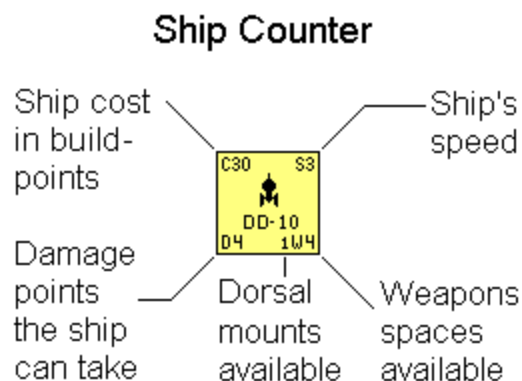 Ship Counter
Ship cost
in build-
points
Ship's
speed
C30 S3
DD-10
D4 1W4
Damage
points
the ship
can take
Dorsal
mounts
available
Weapons
spaces
available